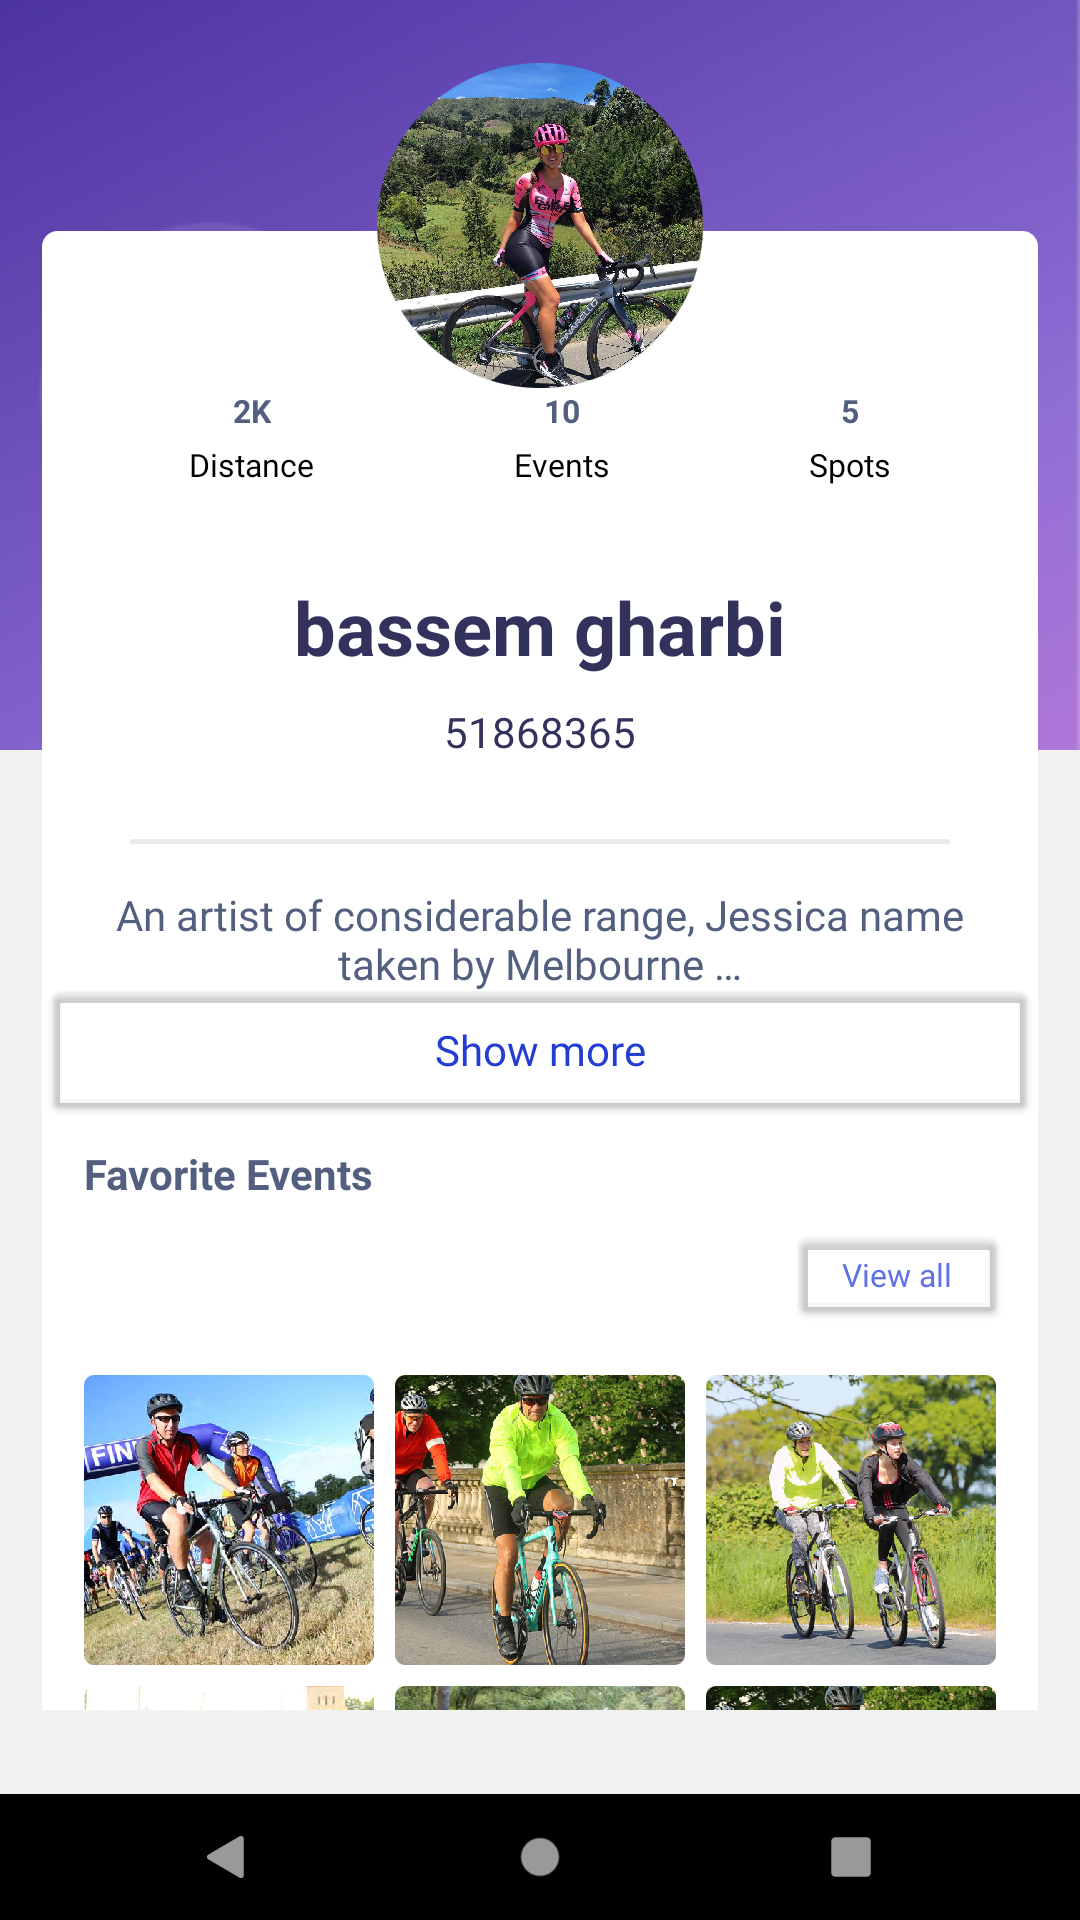 2K 10 5
Distance Events Spots
bassem gharbi
51868365
An artist of considerable range, Jessica name
taken by Melbourne ...
Show more
Favorite Events
View all
FIN